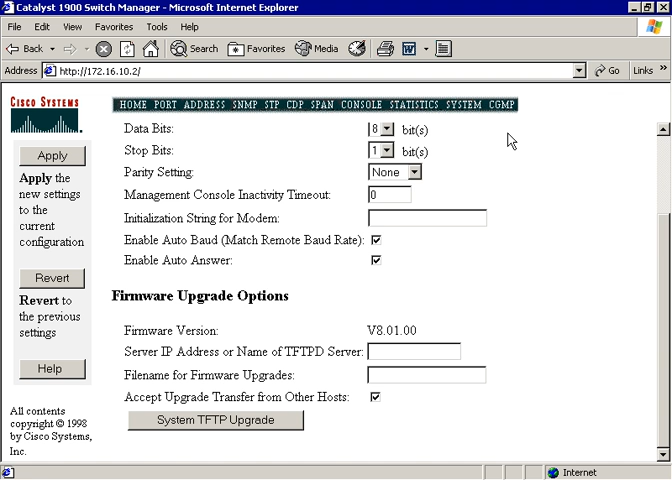 Catalyst 1900 Switch Manager - Microsoft Internet Explorer
File Edit View Favorites Tools Help
Back Search Favorites Media
Address http://172.16.10.2/ Go Links »
CISCO SYSTEMS
HOME PORT ADDRESS SNMP STP CDP SPAN CONSOLE STATISTICS SYSTEM CGMP
Apply
Apply the
new settings
to the
current
configuration
Revert
Revert to
the previous
settings
Help
All contents
copyright © 1998
by Cisco Systems,
Inc.
Data Bits: 8 bit(s)
Stop Bits: 1 bit(s)
Parity Setting: None
Management Console Inactivity Timeout: 0
Initialization String for Modem:
Enable Auto Baud (Match Remote Baud Rate):
Enable Auto Answer:
Firmware Upgrade Options
Firmware Version: V8.01.00
Server IP Address or Name of TFTPD Server:
Filename for Firmware Upgrades:
Accept Upgrade Transfer from Other Hosts:
System TFTP Upgrade
Internet